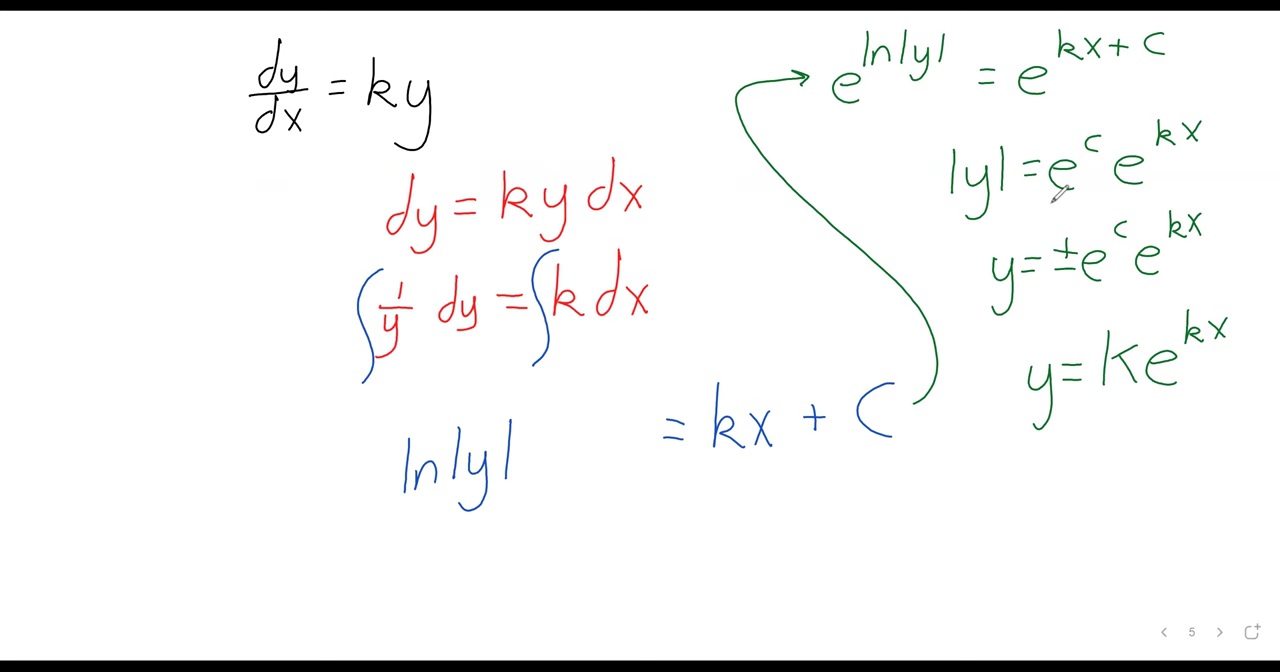 dy/dx = ky
dy = ky dx
∫ 1/y dy = ∫ k dx
ln|y| = kx + C
e^{ln|y|} = e^{kx + C}
|y| = e^c e^{kx}
y = ±e^c e^{kx}
y = Ke^{kx}
< 5 >